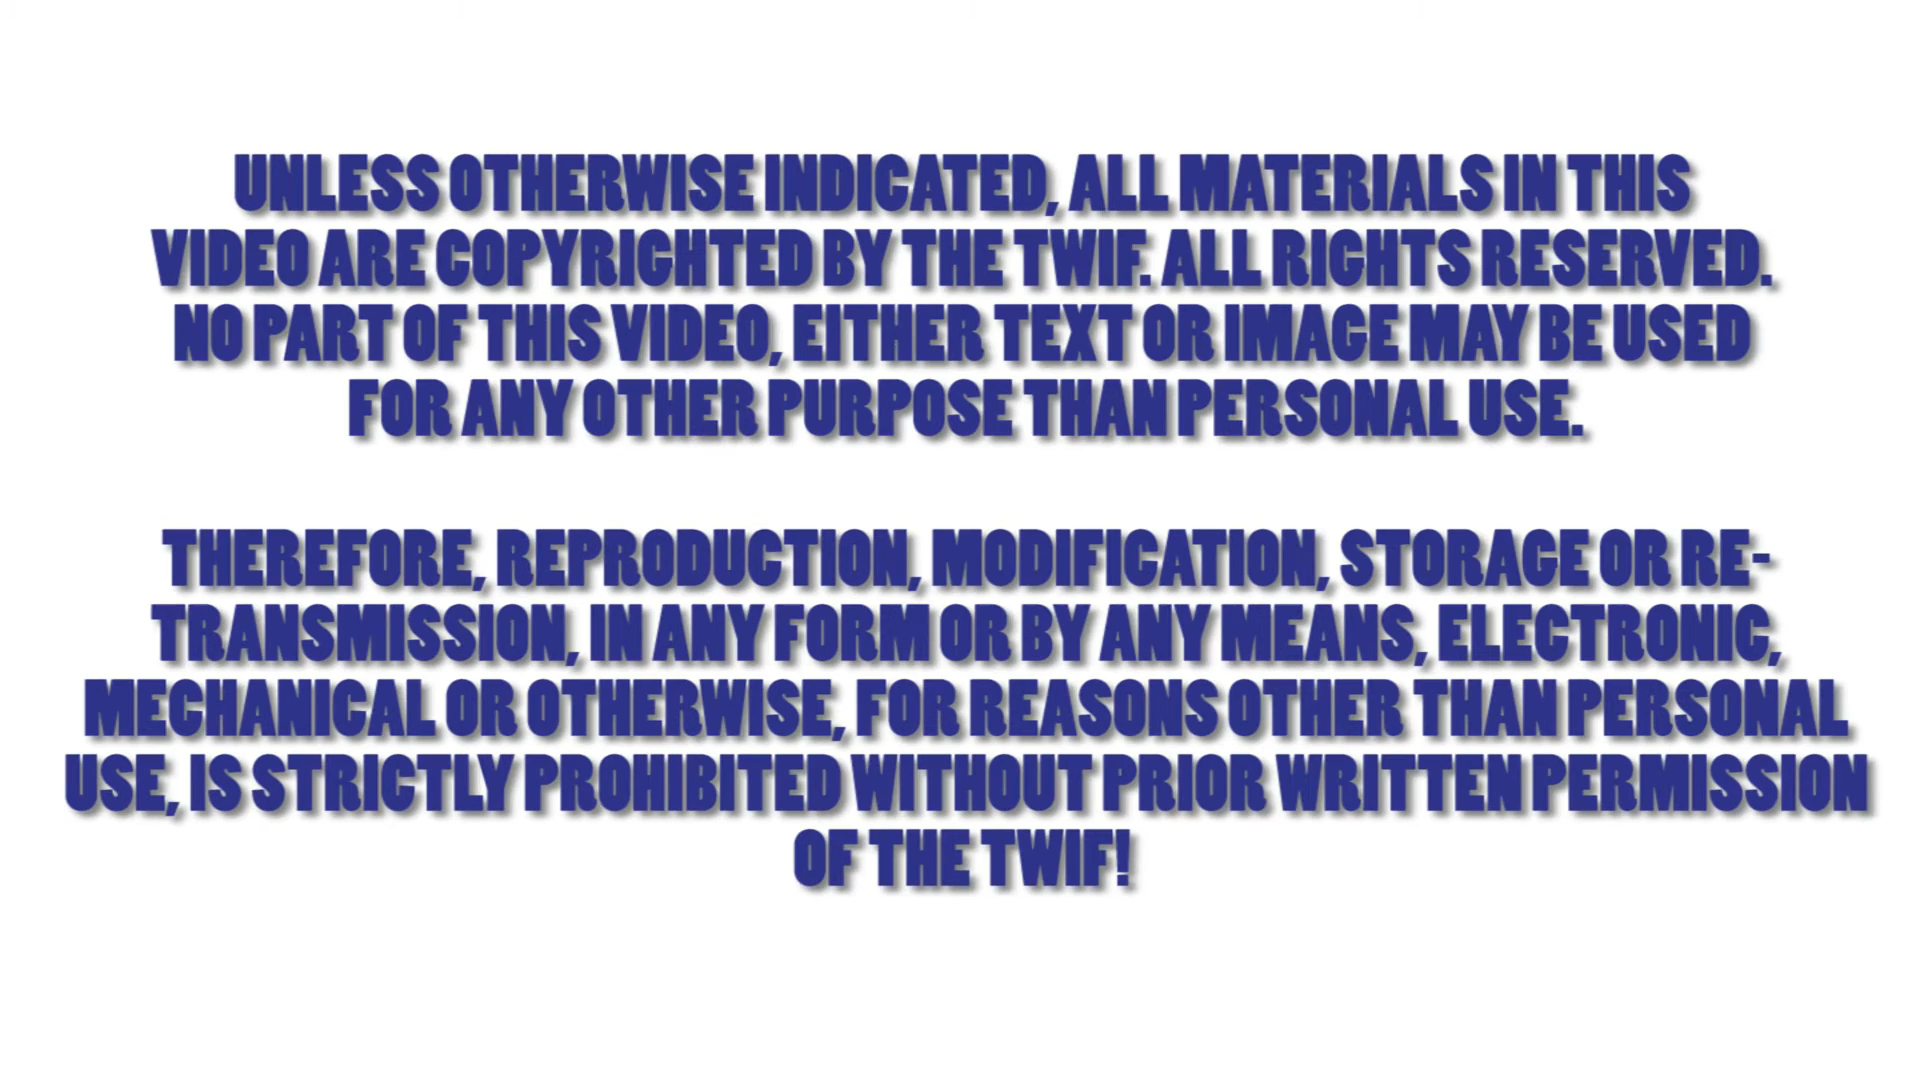 UNLESS OTHERWISE INDICATED, ALL MATERIALS IN THIS
VIDEO ARE COPYRIGHTED BY THE TWIF. ALL RIGHTS RESERVED.
NO PART OF THIS VIDEO, EITHER TEXT OR IMAGE MAY BE USED
FOR ANY OTHER PURPOSE THAN PERSONAL USE.
THEREFORE, REPRODUCTION, MODIFICATION, STORAGE OR RE-
TRANSMISSION, IN ANY FORM OR BY ANY MEANS, ELECTRONIC,
MECHANICAL OR OTHERWISE, FOR REASONS OTHER THAN PERSONAL
USE, IS STRICTLY PROHIBITED WITHOUT PRIOR WRITTEN PERMISSION
OF THE TWIF!